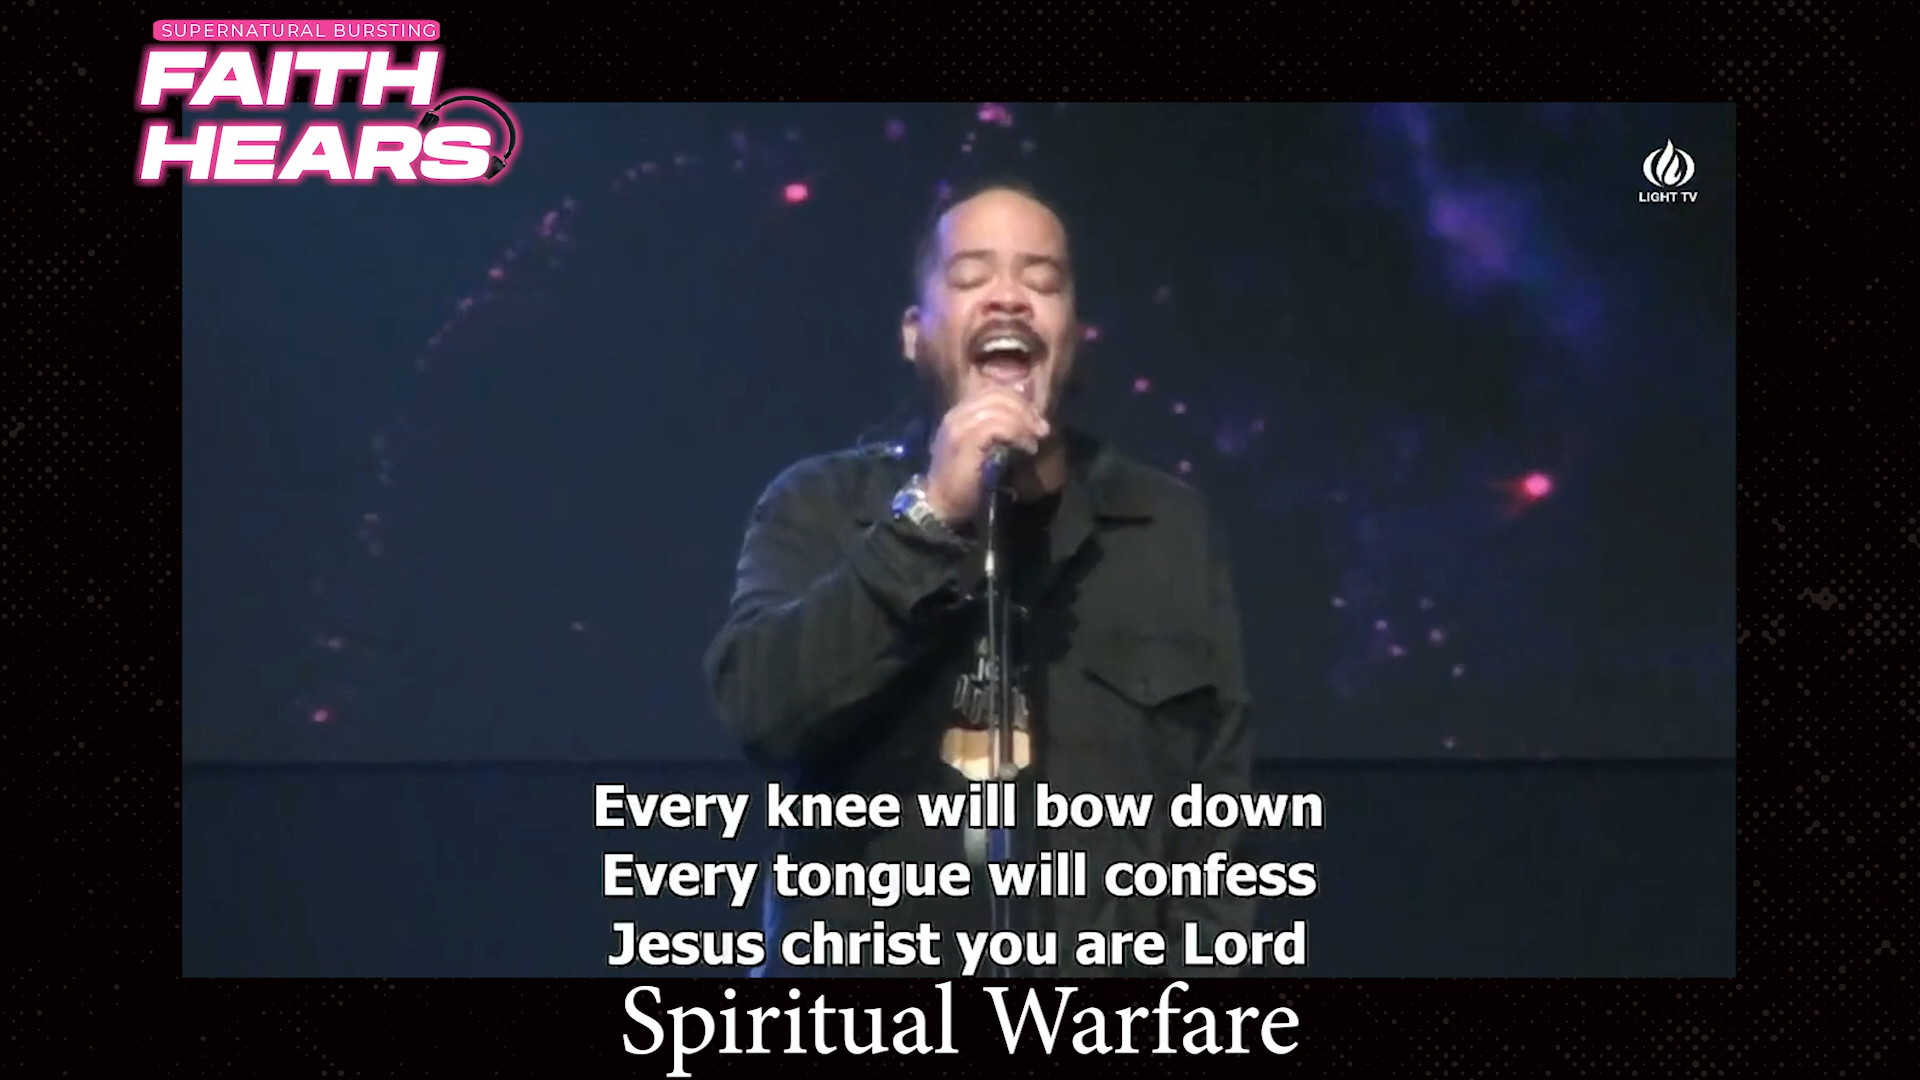 SUPERNATURAL BURSTING
FAITH
HEARS
LIGHT TV
Every knee will bow down
Every tongue will confess
Jesus christ you are Lord
Spiritual Warfare